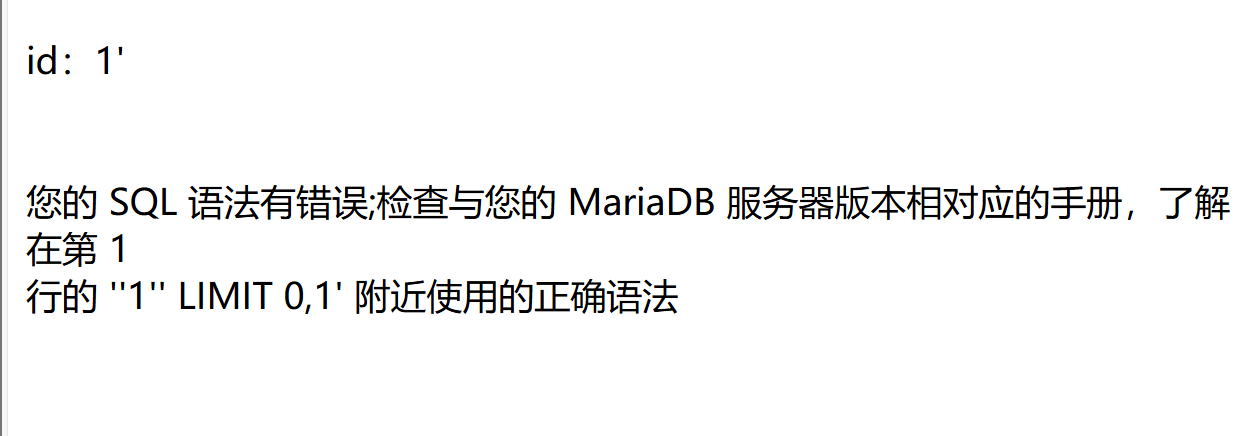 id：1'
您的 SQL 语法有错误;检查与您的 MariaDB 服务器版本相对应的手册，了解
在第 1
行的 ''1'' LIMIT 0,1' 附近使用的正确语法